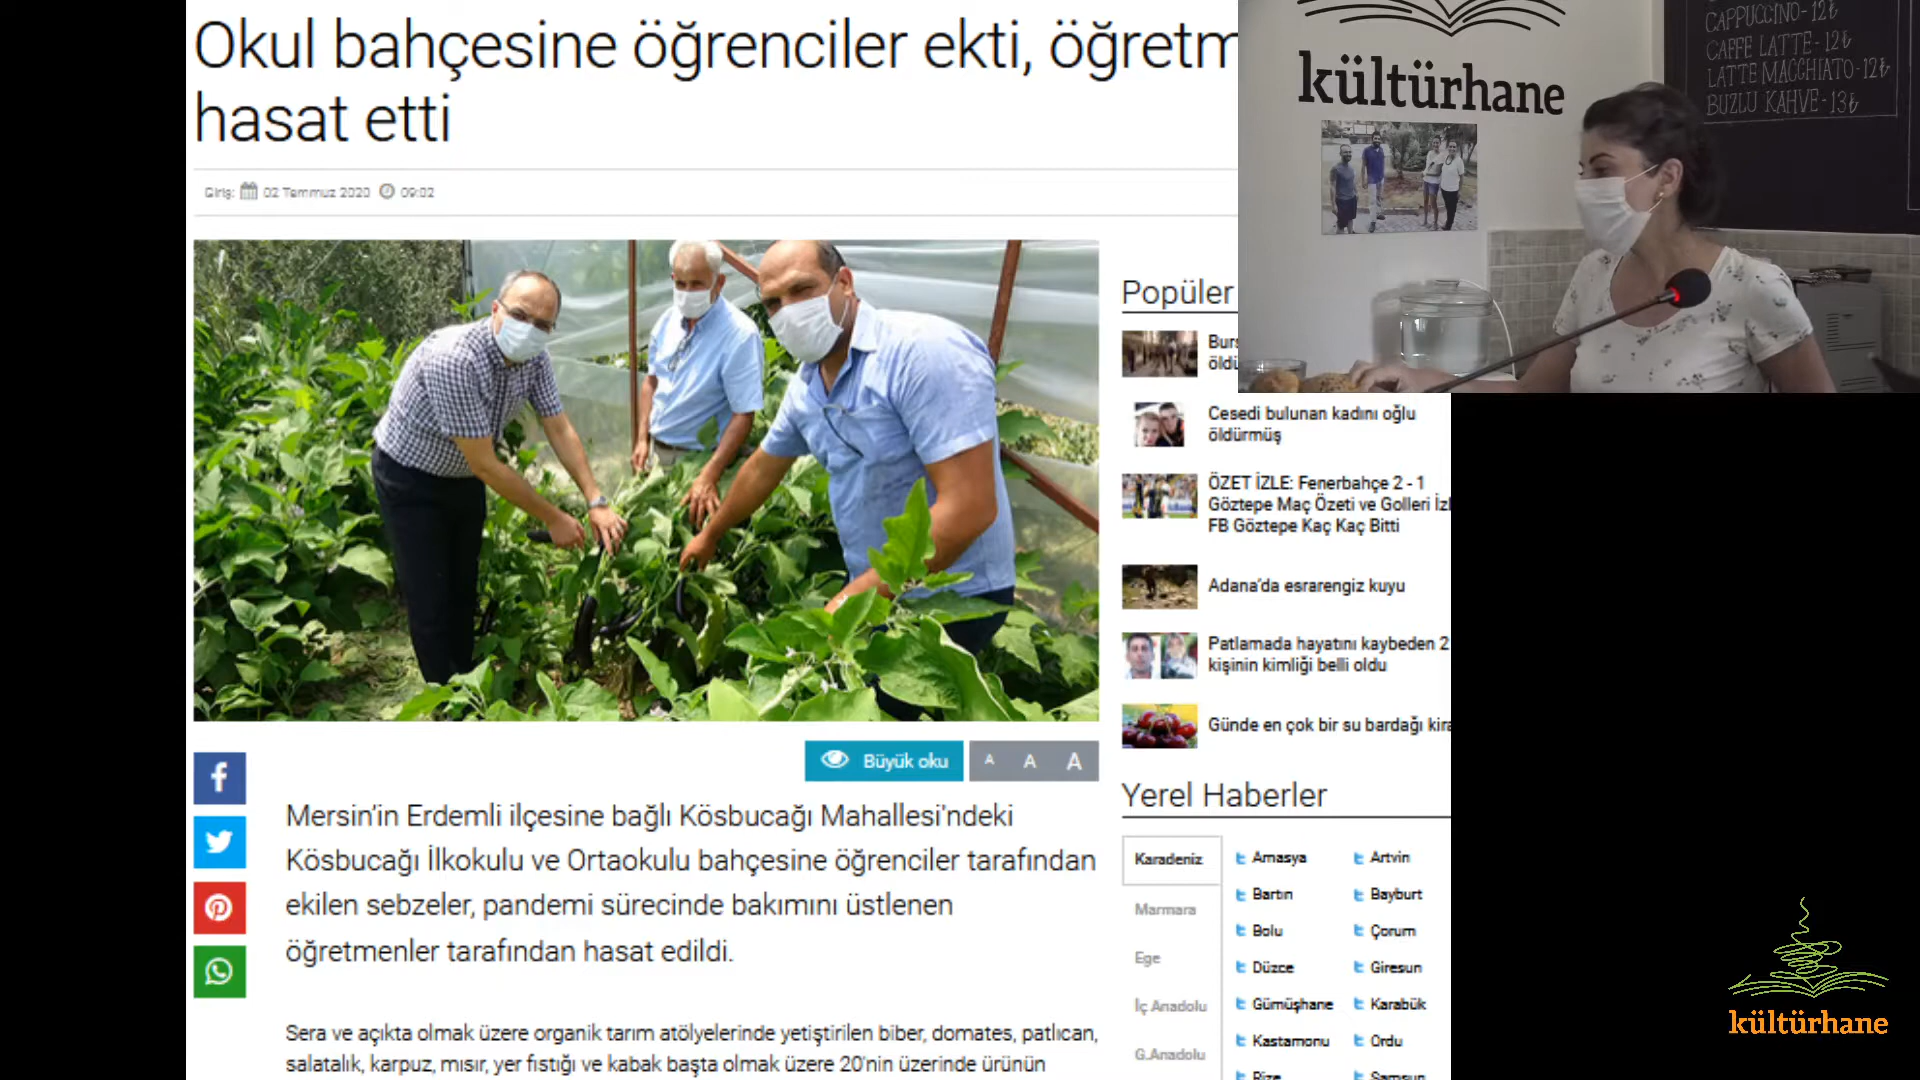 Okul bahçesine öğrenciler ekti, öğretm
hasat etti
Giriş: 02 Temmuz 2020 09:02
Popüler
öldü
Cesedi bulunan kadını oğlu
öldürmüş
ÖZET İZLE: Fenerbahçe 2 - 1
Göztepe Maç Özeti ve Golleri İzl
FB Göztepe Kaç Kaç Bitti
Adana'da esrarengiz kuyu
Patlamada hayatını kaybeden 2
kişinin kimliği belli oldu
Günde en çok bir su bardağı kira
Büyük oku
A A A
Mersin'in Erdemli ilçesine bağlı Kösbucağı Mahallesi'ndeki
Kösbucağı İlkokulu ve Ortaokulu bahçesine öğrenciler tarafından
ekilen sebzeler, pandemi sürecinde bakımını üstlenen
öğretmenler tarafından hasat edildi.
Sera ve açıkta olmak üzere organik tarım atölyelerinde yetiştirilen biber, domates, patlıcan,
salatalık, karpuz, mısır, yer fıstığı ve kabak başta olmak üzere 20'nin üzerinde ürünün
Yerel Haberler
Karadeniz
Marmara
Ege
İç Anadolu
G.Anadolu
Amasya Artvin
Bartın Bayburt
Bolu Çorum
Düzce Giresun
Gümüşhane Karabük
Kastamonu Ordu
Rize Samsun
kültürhane
CAPPUCCINO - 12₺
CAFFE LATTE - 12₺
LATTE MACCHIATO - 12₺
BUZLU KAHVE - 13₺
kültürhane